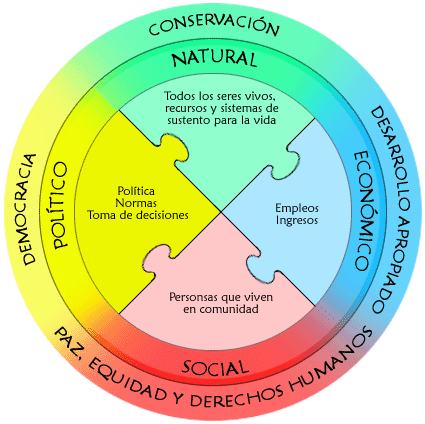 CONSERVACIÓN
NATURAL
Todos los seres vivos,
recursos y sistemas de
sustento para la vida
DEMOCRACIA
POLÍTICO
Política
Normas
Toma de decisiones
Empleos
Ingresos
ECONÓMICO
DESARROLLO APROPIADO
Personsas que viven
en comunidad
SOCIAL
PAZ, EQUIDAD Y DERECHOS HUMANOS